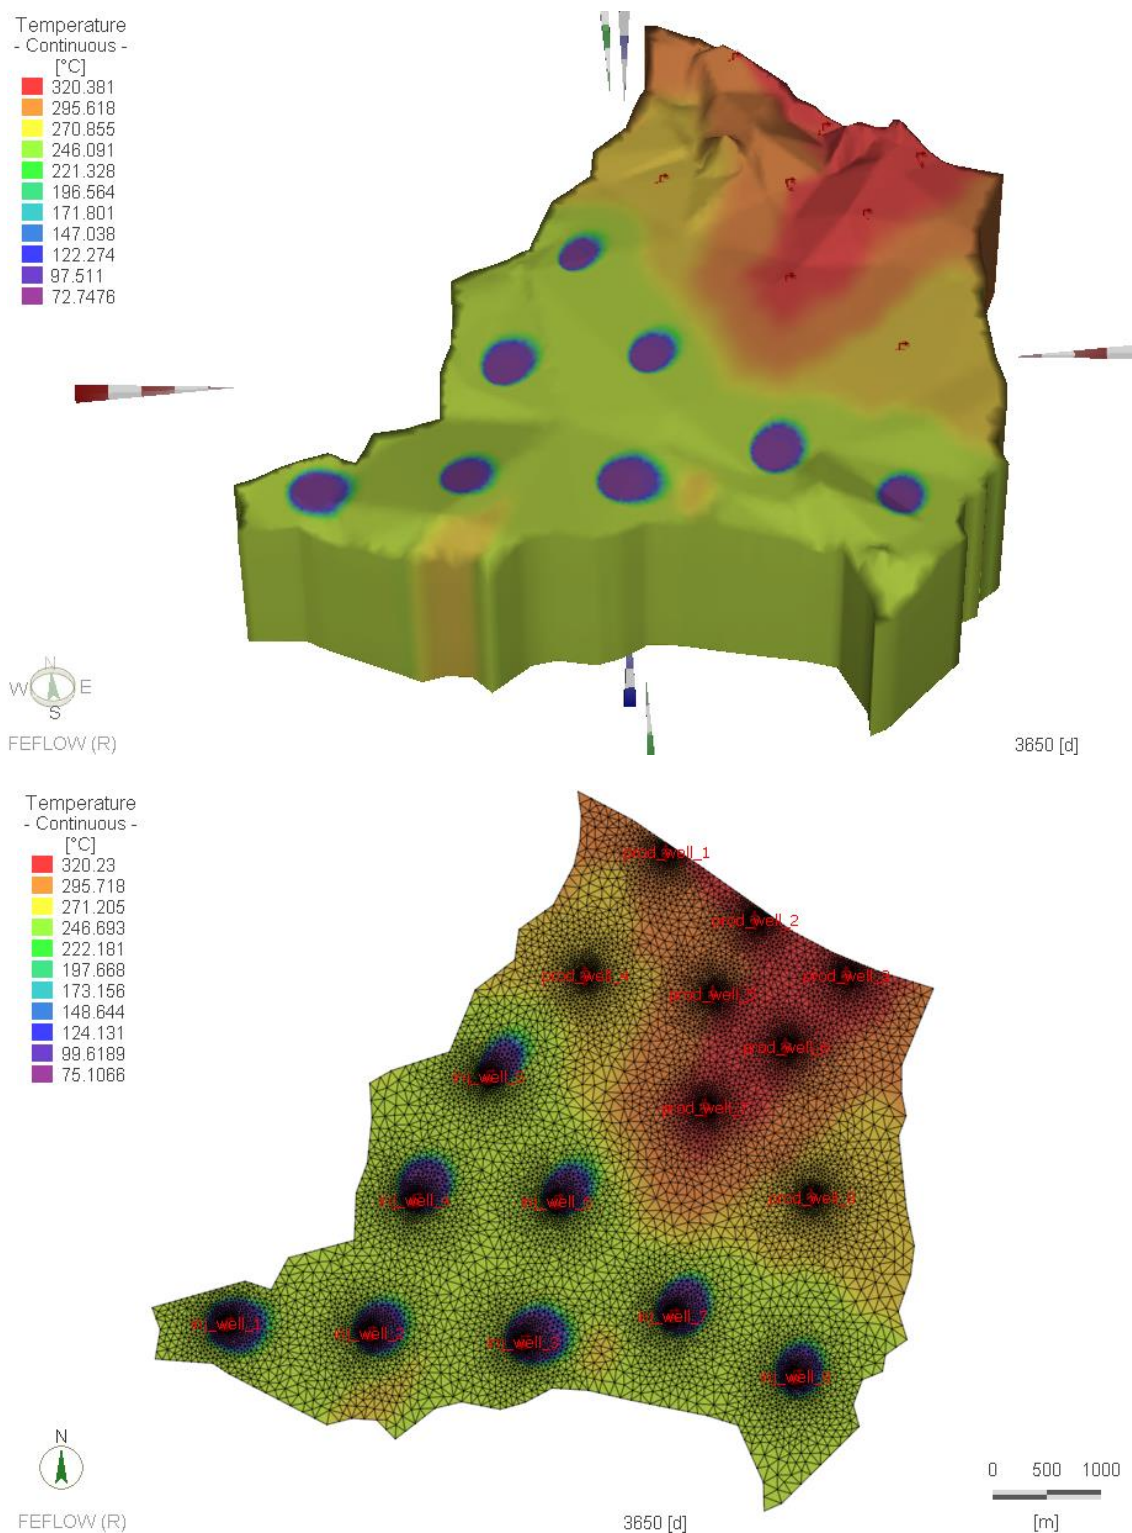 Temperature
- Continuous -
[°C]
320.381
295.618
270.855
246.091
221.328
196.564
171.801
147.038
122.274
97.511
72.7476
N
W E
S
FEFLOW (R)
3650 [d]
Temperature
- Continuous -
[°C]
320.23
295.718
271.205
246.693
222.181
197.668
173.156
148.644
124.131
99.6189
75.1066
prod_well_1
prod_well_2
prod_well_4
prod_well_3
inj_well_1
inj_well_2
inj_well_3
inj_well_7
N
0 500 1000
[m]
FEFLOW (R)
3650 [d]